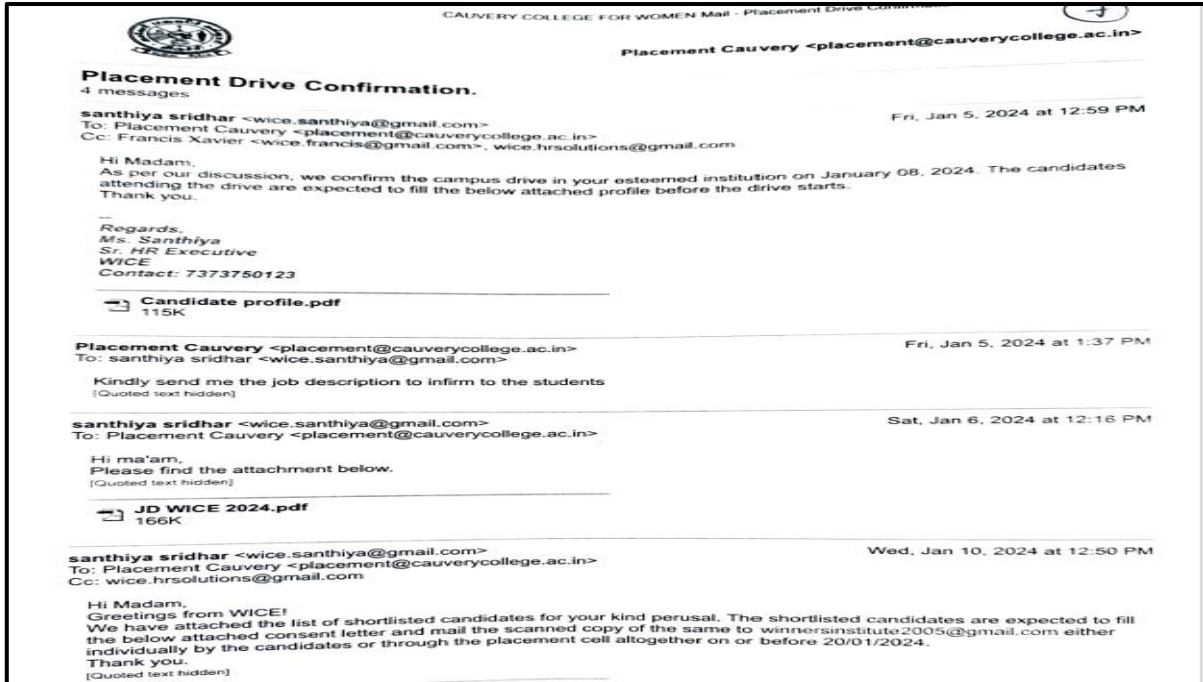 CAUVERY COLLEGE FOR WOMEN Mail - Placement Drive
Placement Cauvery <placement@cauverycollege.ac.in>
Placement Drive Confirmation.
4 messages
santhiya sridhar <wice.santhiya@gmail.com>
Fri, Jan 5, 2024 at 12:59 PM
To: Placement Cauvery <placement@cauverycollege.ac.in>
Cc: Francis Xavier <wice.francis@gmail.com>, wice.hrsolutions@gmail.com
Hi Madam,
As per our discussion, we confirm the campus drive in your esteemed institution on January 08, 2024. The candidates
attending the drive are expected to fill the below attached profile before the drive starts.
Thank you.
--
Regards,
Ms. Santhiya
Sr. HR Executive
WICE
Contact: 7373750123
Candidate profile.pdf
115K
Placement Cauvery <placement@cauverycollege.ac.in>
Fri, Jan 5, 2024 at 1:37 PM
To: santhiya sridhar <wice.santhiya@gmail.com>
Kindly send me the job description to infirm to the students
[Quoted text hidden]
santhiya sridhar <wice.santhiya@gmail.com>
Sat, Jan 6, 2024 at 12:16 PM
To: Placement Cauvery <placement@cauverycollege.ac.in>
Hi ma'am,
Please find the attachment below.
[Quoted text hidden]
JD WICE 2024.pdf
166K
santhiya sridhar <wice.santhiya@gmail.com>
Wed, Jan 10, 2024 at 12:50 PM
To: Placement Cauvery <placement@cauverycollege.ac.in>
Cc: wice.hrsolutions@gmail.com
Hi Madam,
Greetings from WICE!
We have attached the list of shortlisted candidates for your kind perusal. The shortlisted candidates are expected to fill
the below attached consent letter and mail the scanned copy of the same to winnersinstitute2005@gmail.com either
individually by the candidates or through the placement cell altogether on or before 20/01/2024.
Thank you.
[Quoted text hidden]